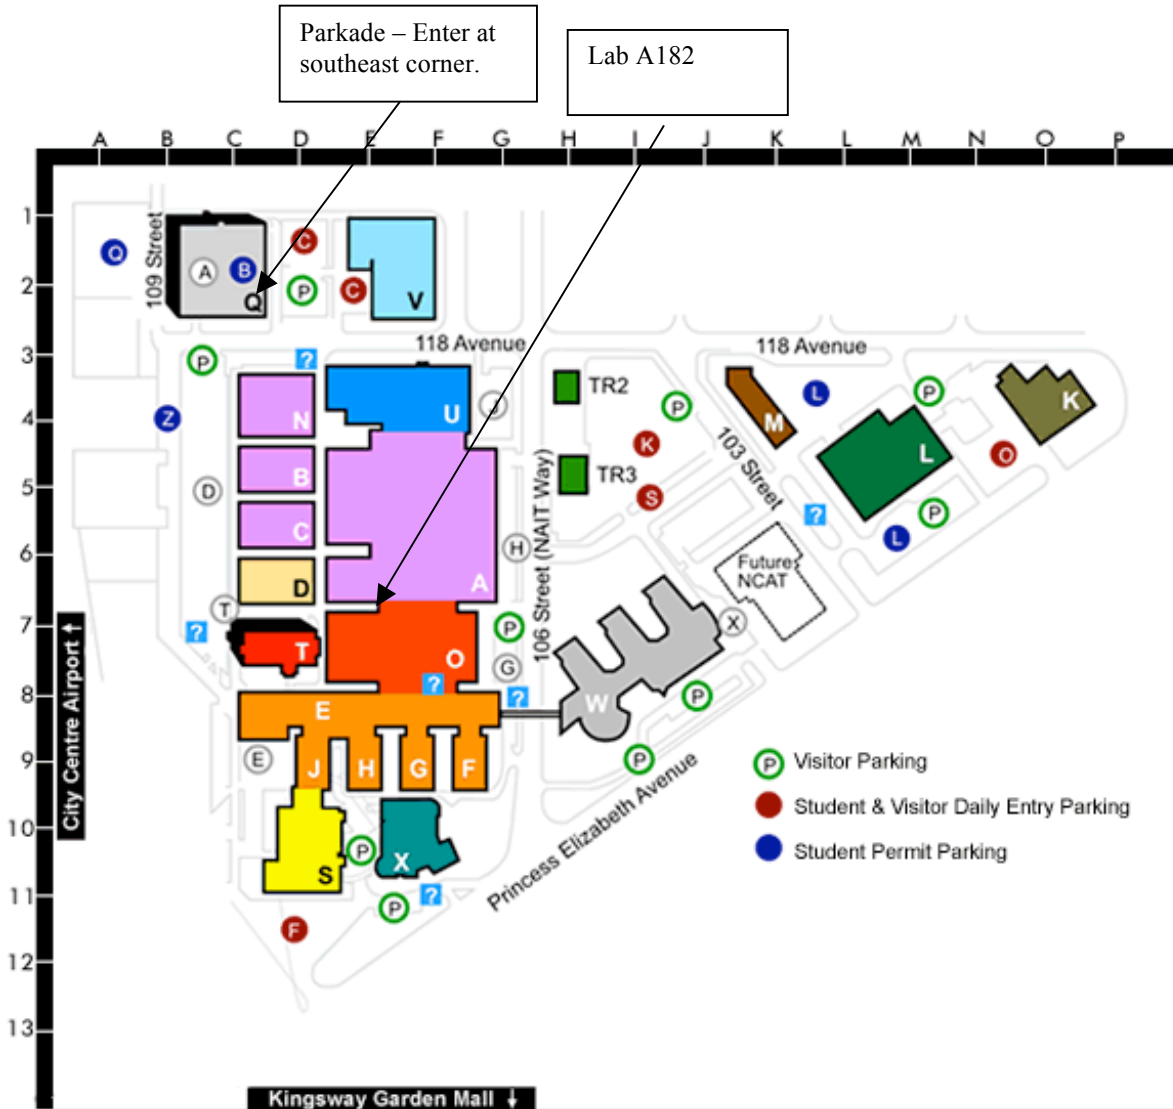 Parkade – Enter at
southeast corner.
Lab A182
A B C D E F G H I J K L M N O P
1
2
3
4
5
6
7
8
9
10
11
12
13
109 Street
Q
A
B
Q
C
P
C
V
118 Avenue
118 Avenue
P
?
Z
N
U
J
TR2
P
M
L
P
K
K
L
O
103 Street
B
D
TR3
S
?
P
L
C
H
106 Street (NAIT Way)
Future
NCAT
D
A
T
?
T
O
P
G
X
?
?
E
W
P
E
J
H
G
F
P
Princess Elizabeth Avenue
S
P
X
?
P
F
City Centre Airport ↑
P Visitor Parking
Student & Visitor Daily Entry Parking
Student Permit Parking
Kingsway Garden Mall ↓